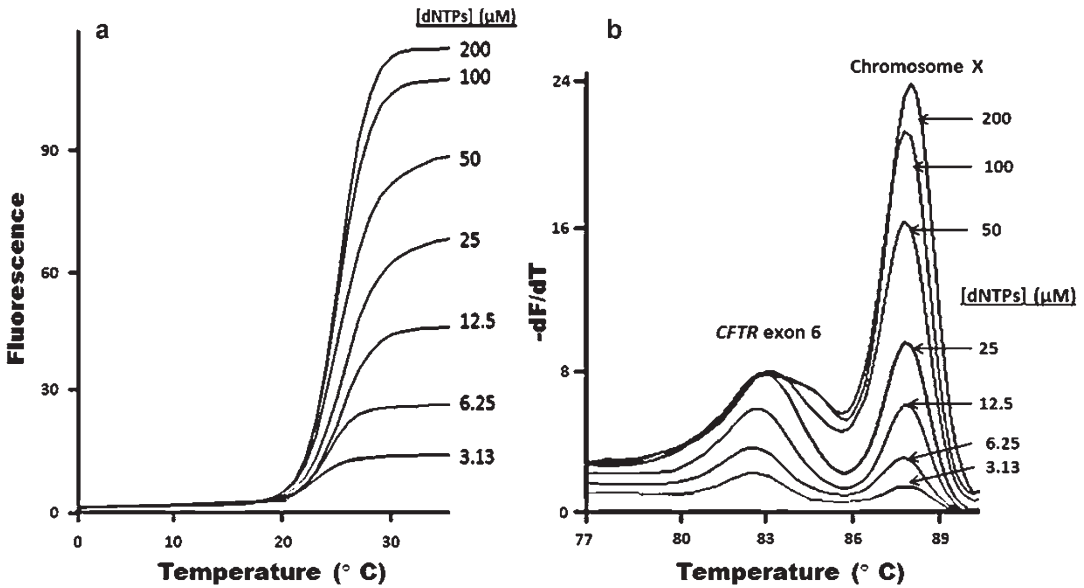 a
[dNTPs] (µM)
200
100
50
25
12.5
6.25
3.13
90
60
30
0
Fluorescence
0 10 20 30
Temperature (° C)
b
Chromosome X
24
16
8
0
-dF/dT
CFTR exon 6
200
100
50
[dNTPs] (µM)
25
12.5
6.25
3.13
77 80 83 86 89
Temperature (° C)